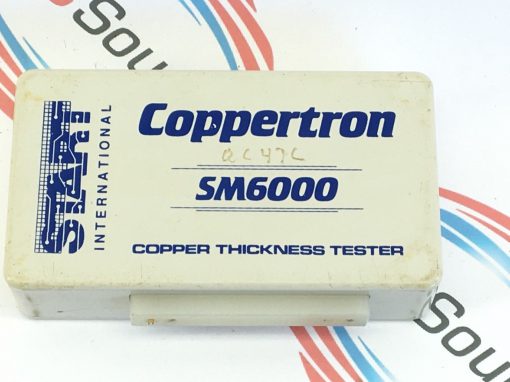 Sou
START
INTERNATIONAL
Coppertron
QC47C
SM6000
COPPER THICKNESS TESTER
Sou